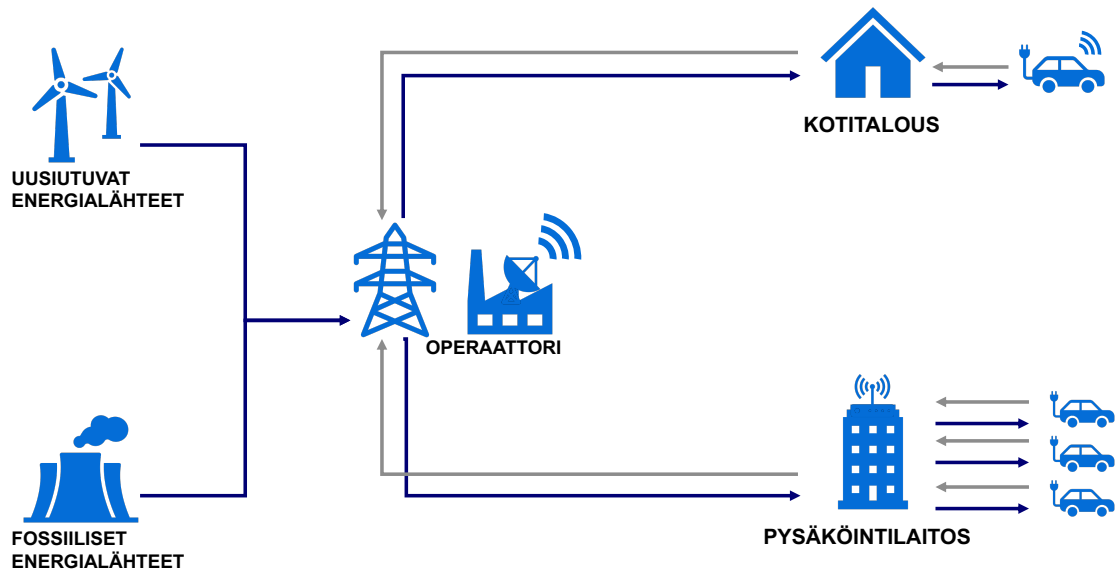 KOTITALOUS
UUSIUTUVAT
ENERGIALÄHTEET
OPERAATTORI
PYSÄKÖINTILAITOS
FOSSIILISET
ENERGIALÄHTEET